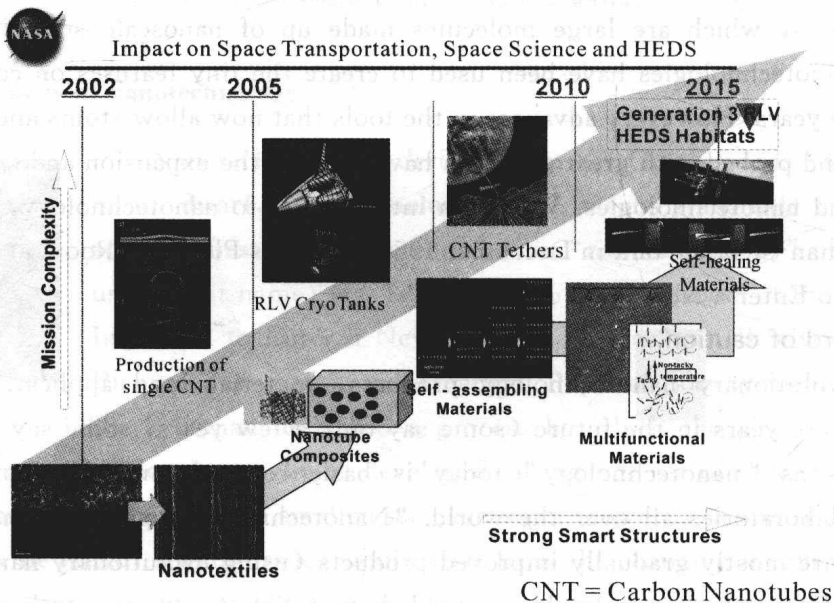 NASA
Impact on Space Transportation, Space Science and HEDS
2002
2005
2010
2015
Generation 3 RLV
HEDS Habitats
Mission Complexity
Production of
single CNT
RLV Cryo Tanks
CNT Tethers
Self-healing
Materials
Self - assembling
Materials
Nanotube
Composites
Non-tacky
temperature
Tacky
Multifunctional
Materials
Nanotextiles
Strong Smart Structures
CNT = Carbon Nanotubes